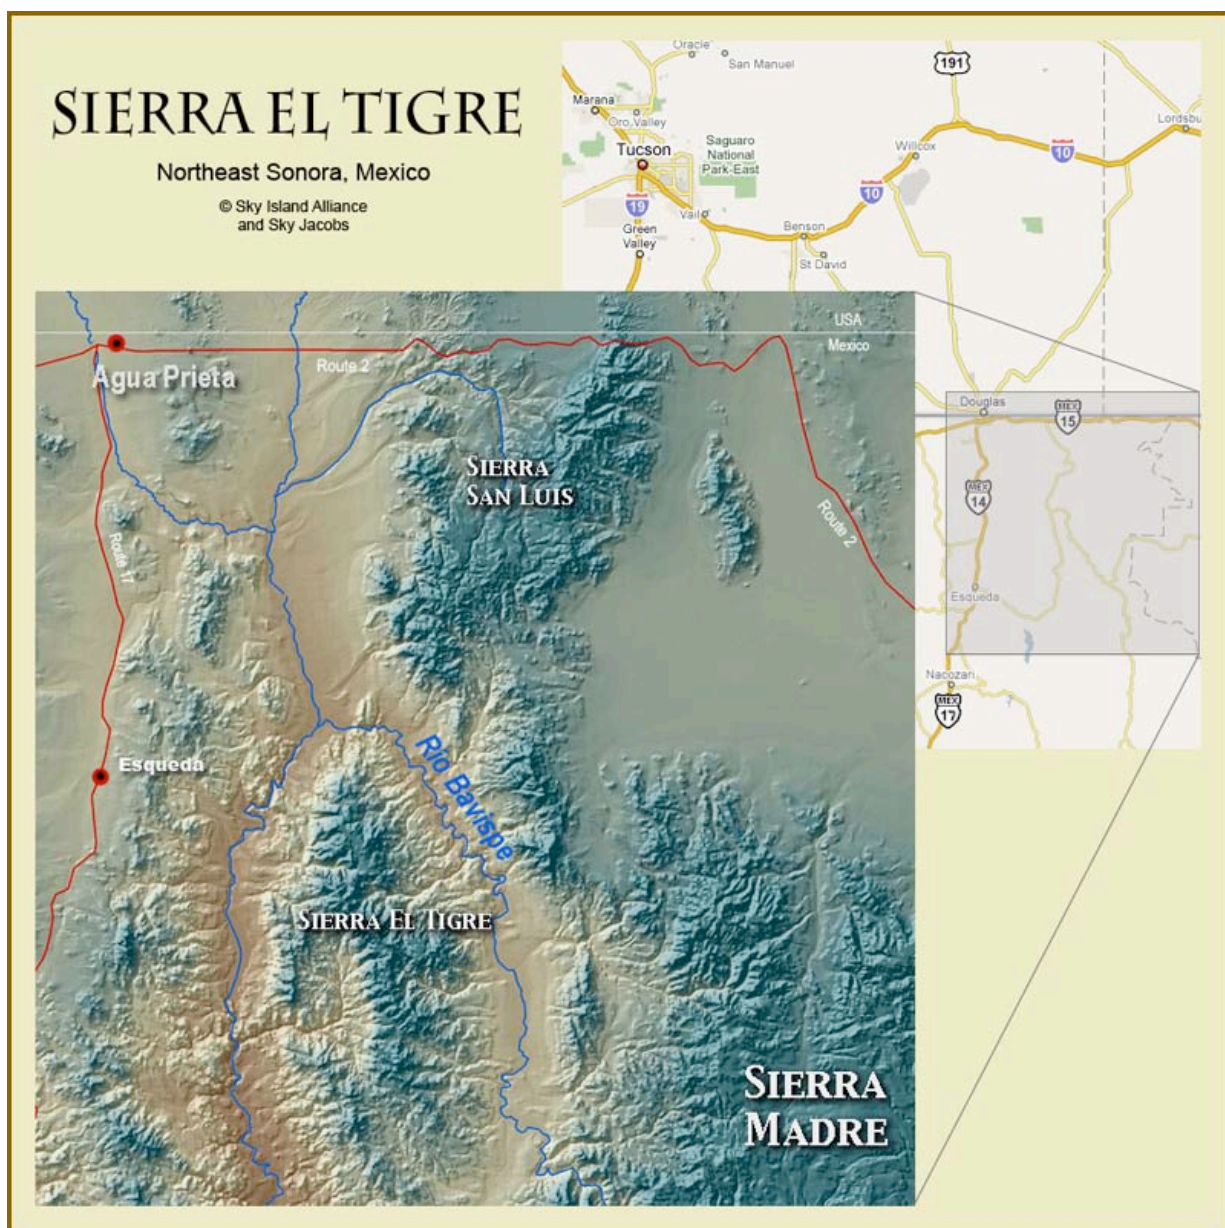 SIERRA EL TIGRE
Northeast Sonora, Mexico
© Sky Island Alliance
and Sky Jacobs
Oracle
San Manuel
191
Marana
Oro Valley
Lordsbu
Tucson
Saguaro
National
Park-East
Willcox
10
10
19
Vail
Green
Valley
Benson
St David
USA
Mexico
Route 2
Agua Prieta
Douglas
MEX
15
SIERRA
SAN LUIS
MEX
14
Route 2
Route 17
Esqueda
Nacozari
MEX
17
Esqueda
Rio Bavispe
SIERRA EL TIGRE
SIERRA
MADRE